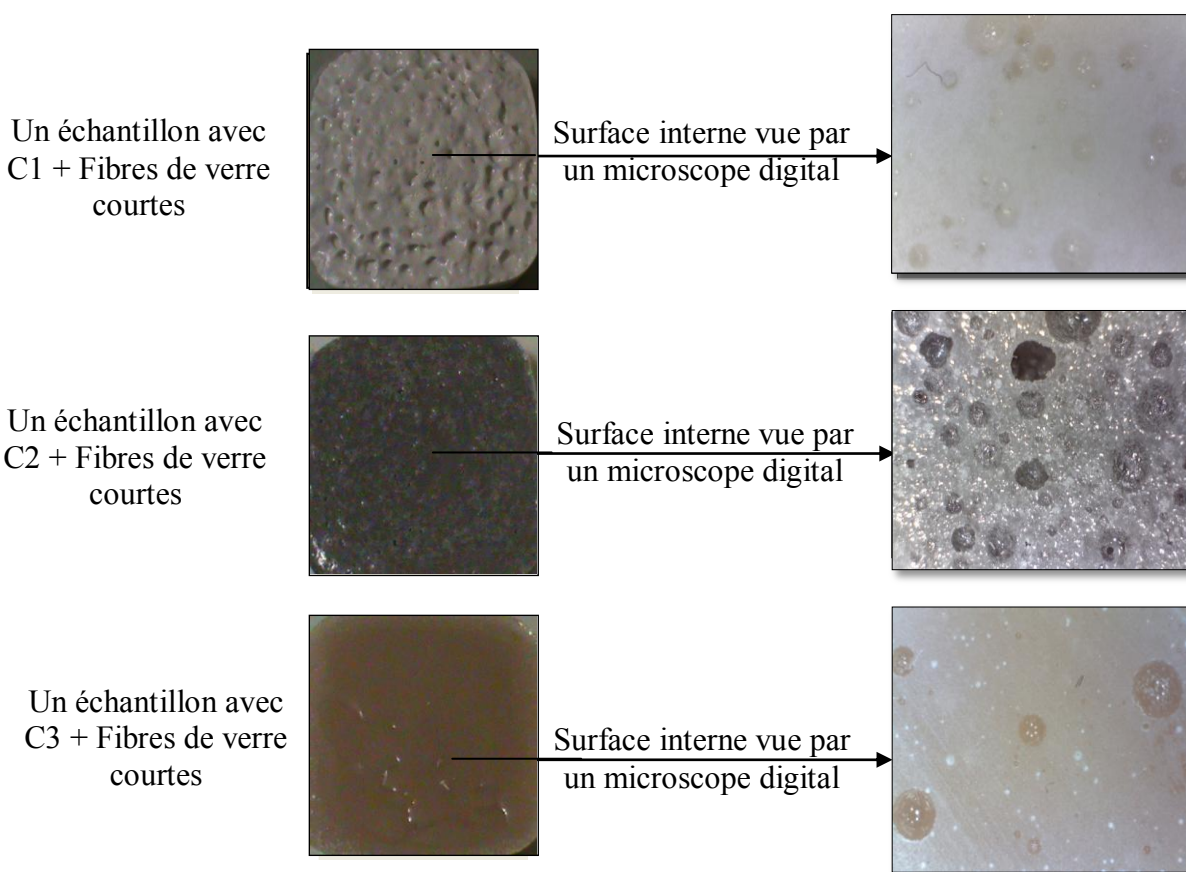 Un échantillon avec
C1 + Fibres de verre
courtes
Surface interne vue par
un microscope digital
Un échantillon avec
C2 + Fibres de verre
courtes
Surface interne vue par
un microscope digital
Un échantillon avec
C3 + Fibres de verre
courtes
Surface interne vue par
un microscope digital